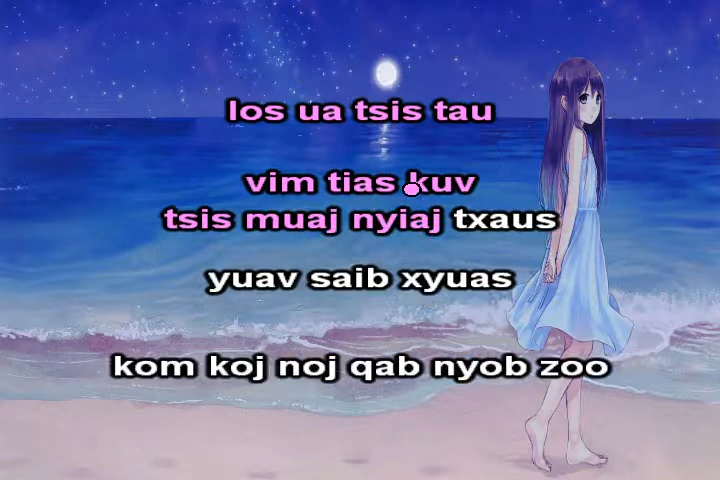 los ua tsis tau
vim tias kuv
tsis muaj nyiaj txaus
yuav saib xyuas
kom koj noj qab nyob zoo